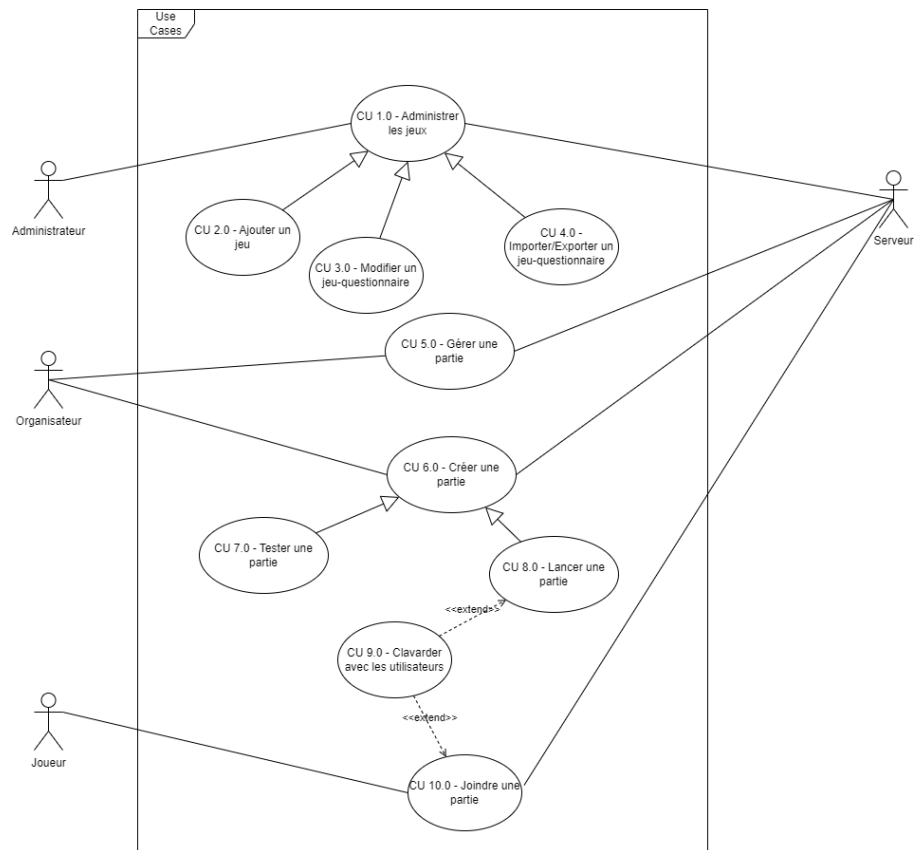 Use
Cases
CU 1.0 - Administrer
les jeux
Administrateur
Serveur
CU 2.0 - Ajouter un
jeu
CU 3.0 - Modifier un
jeu-questionnaire
CU 4.0 -
Importer/Exporter un
jeu-questionnaire
CU 5.0 - Gérer une
partie
Organisateur
CU 6.0 - Créer une
partie
CU 7.0 - Tester une
partie
CU 8.0 - Lancer une
partie
<<extend>>
CU 9.0 - Clavarder
avec les utilisateurs
<<extend>>
Joueur
CU 10.0 - Joindre une
partie